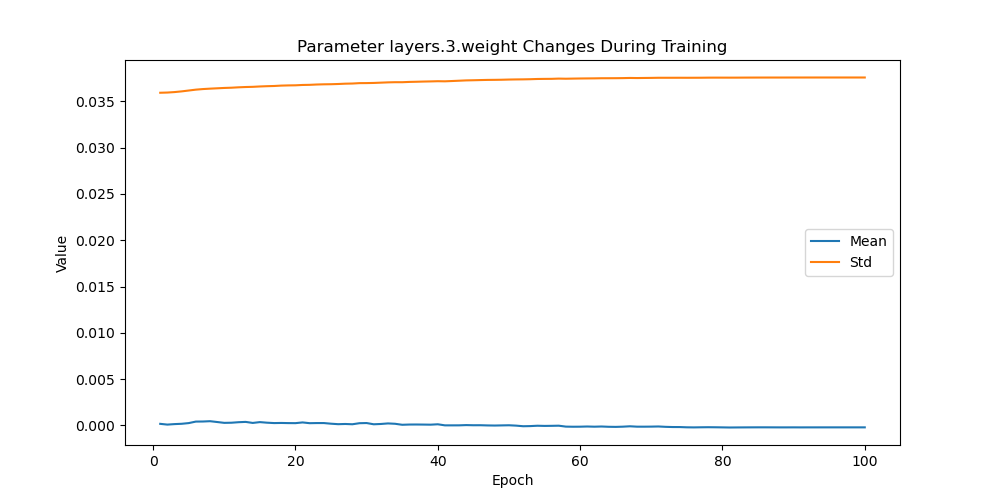 Parameter layers.3.weight Changes During Training
0.035
0.030
0.025
0.020
0.015
0.010
0.005
0.000
Value
Mean
Std
0 20 40 60 80 100
Epoch